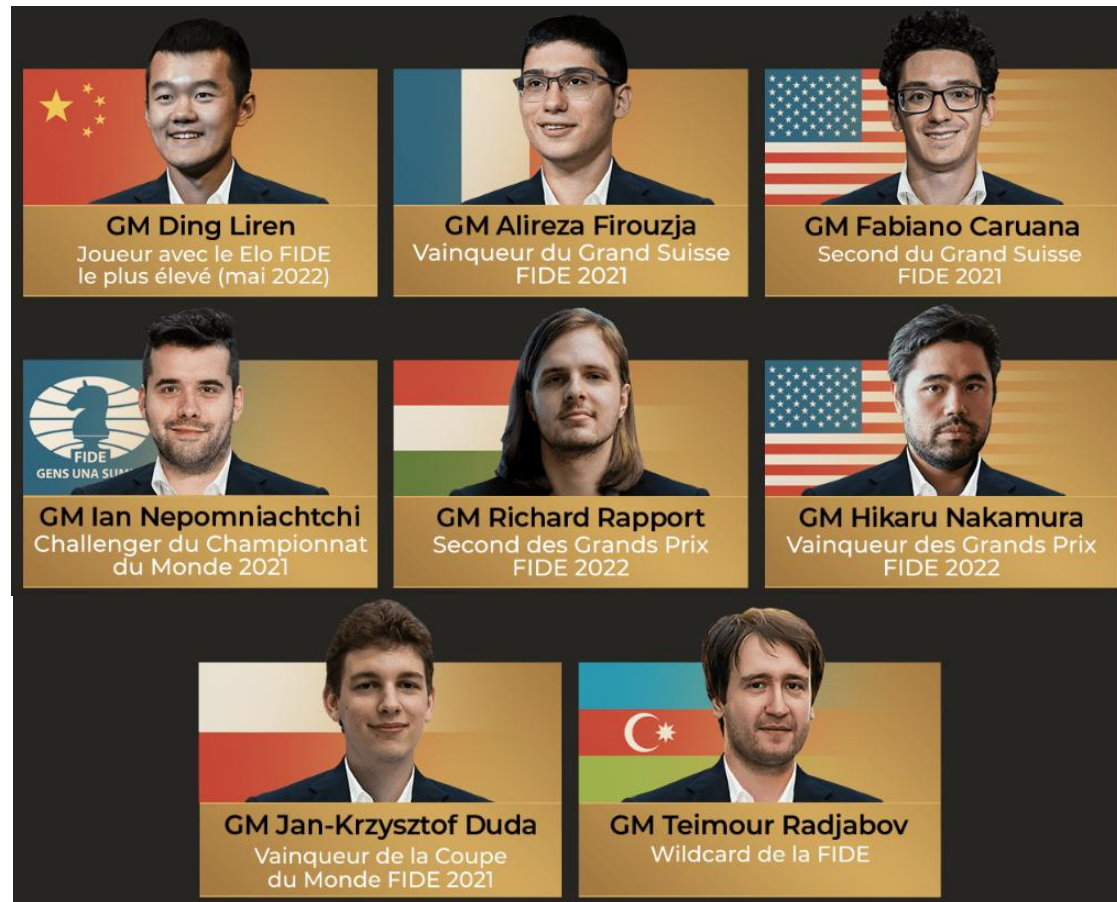 GM Ding Liren
Joueur avec le Elo FIDE
le plus élevé (mai 2022)
GM Alireza Firouzja
Vainqueur du Grand Suisse
FIDE 2021
GM Fabiano Caruana
Second du Grand Suisse
FIDE 2021
FIDE
GENS UNA SUM
GM Ian Nepomniachtchi
Challenger du Championnat
du Monde 2021
GM Richard Rapport
Second des Grands Prix
FIDE 2022
GM Hikaru Nakamura
Vainqueur des Grands Prix
FIDE 2022
GM Jan-Krzysztof Duda
Vainqueur de la Coupe
du Monde FIDE 2021
GM Teimour Radjabov
Wildcard de la FIDE